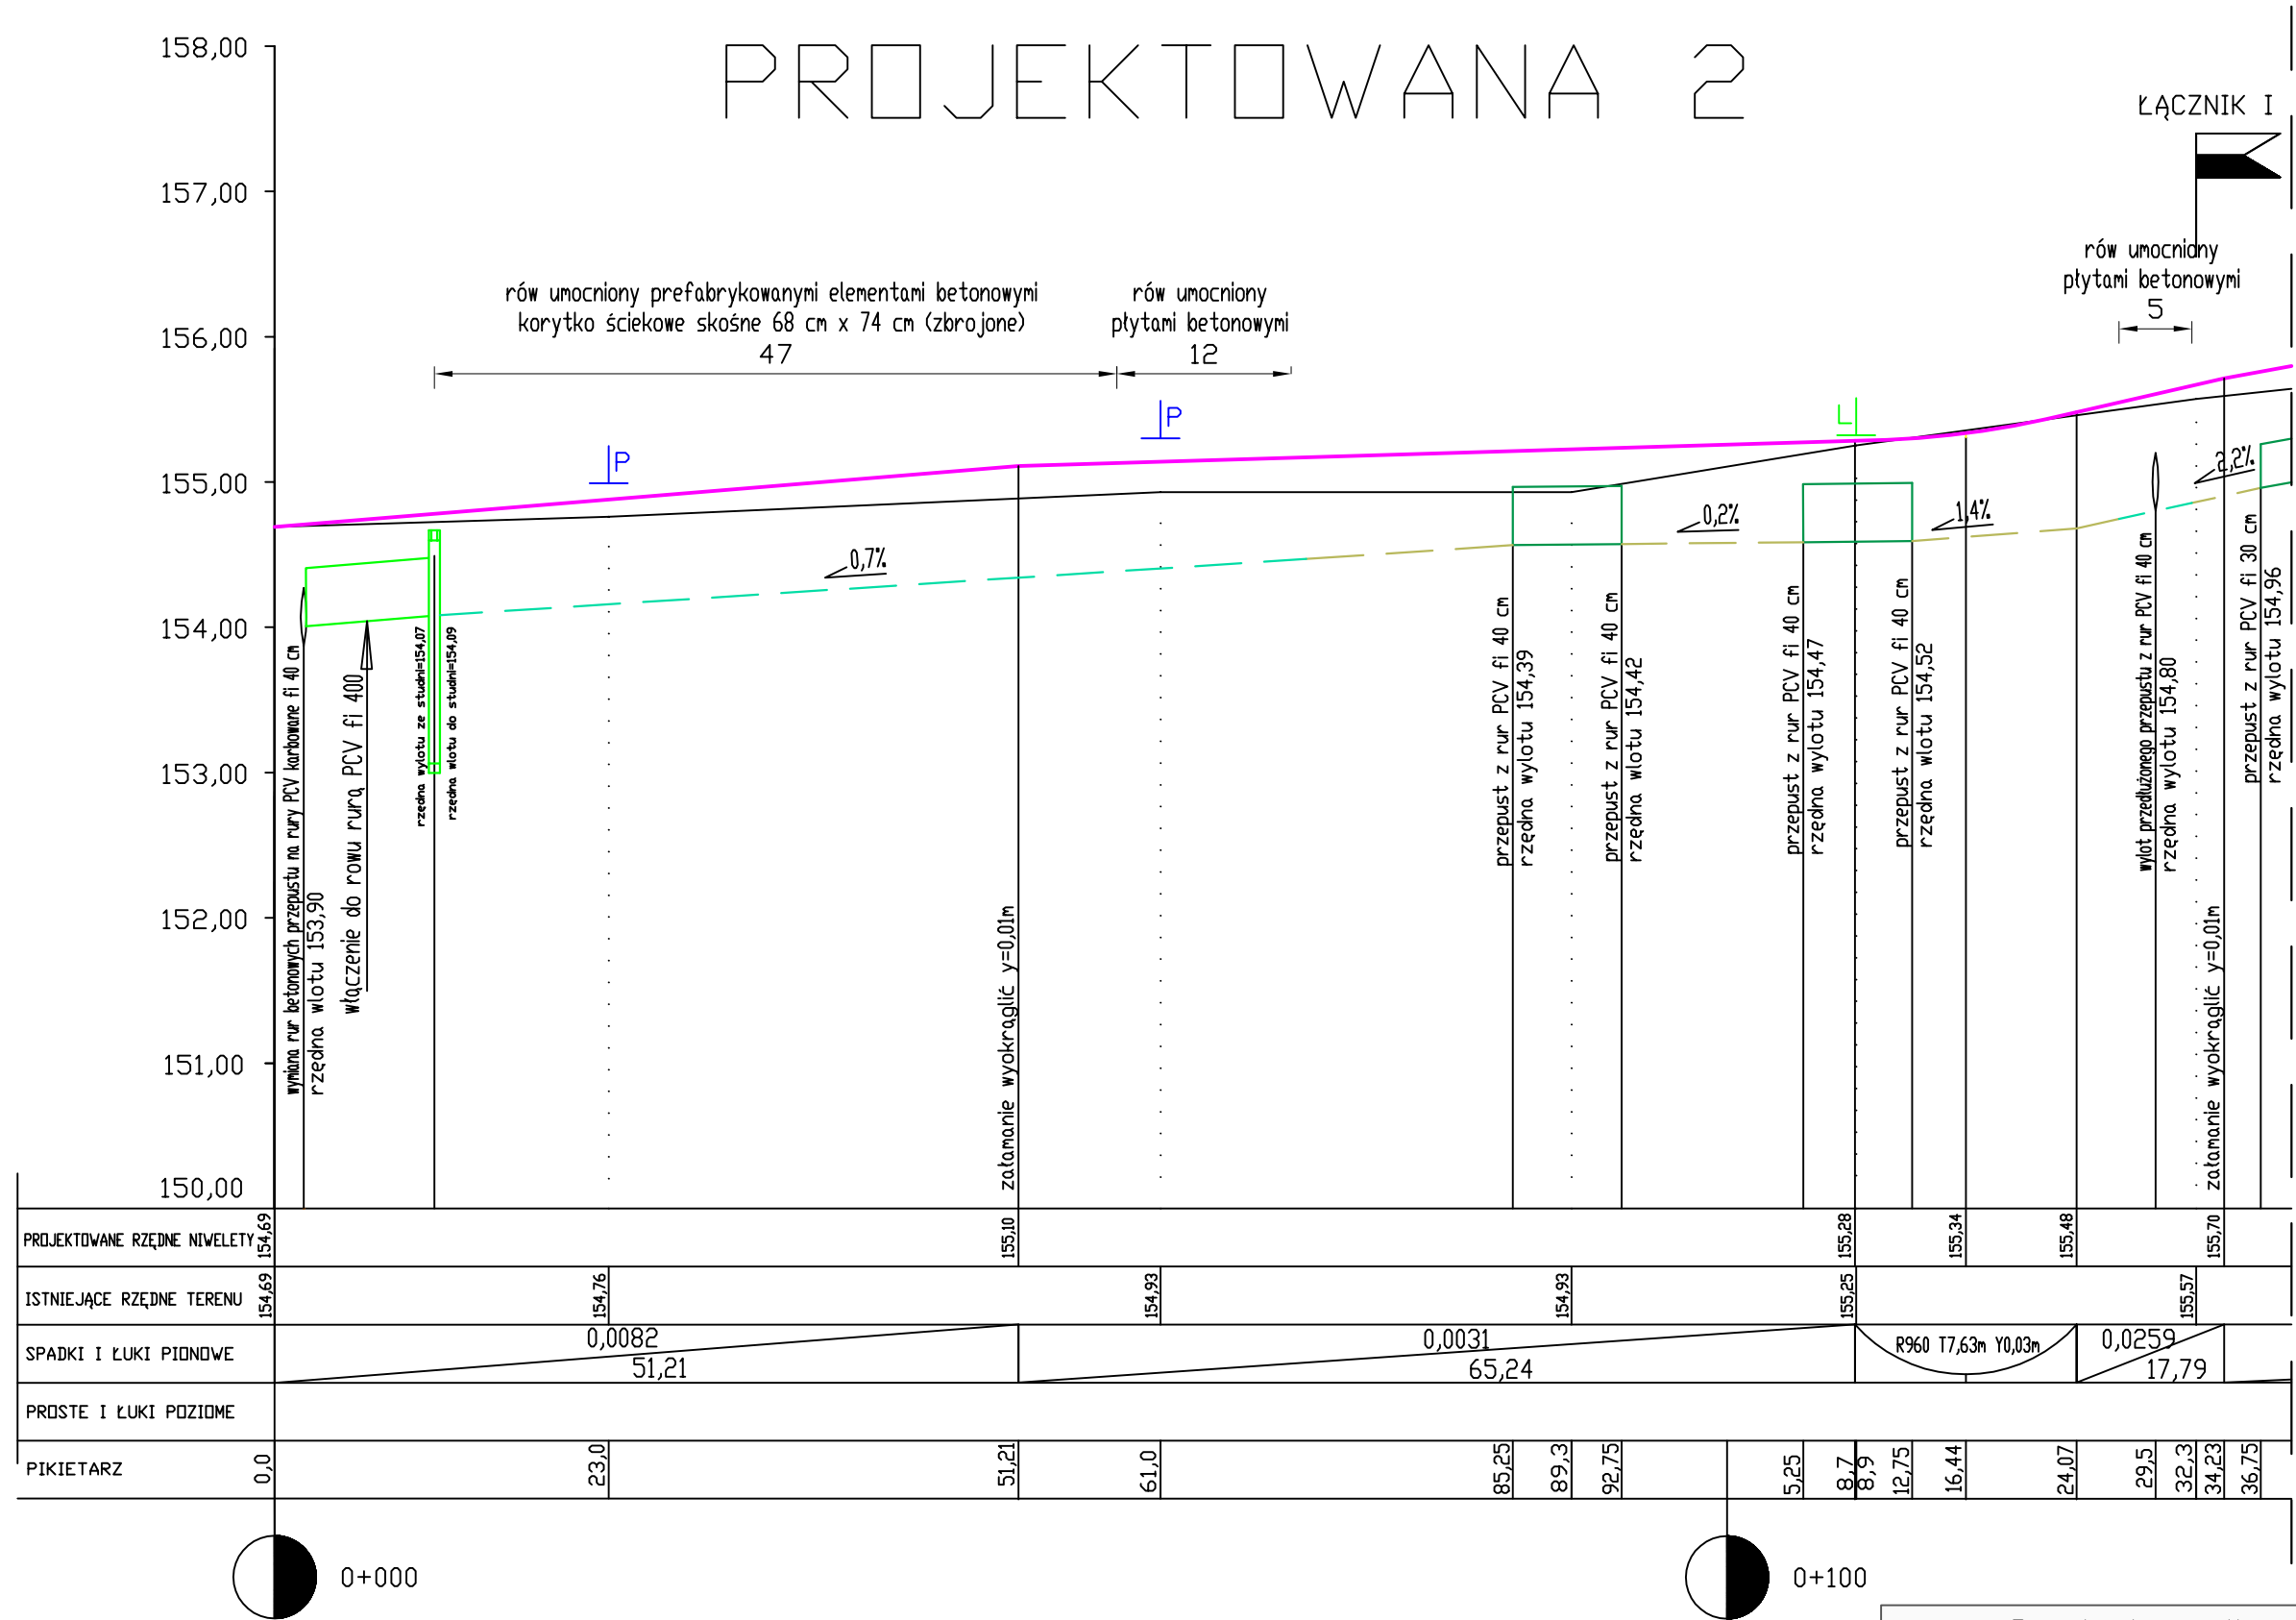 PROJEKTOWANA 2
ŁĄCZNIK I
158,00
157,00
156,00
155,00
154,00
153,00
152,00
151,00
150,00
rów umocniony prefabrykowanymi elementami betonowymi
korytko ściekowe skośne 68 cm x 74 cm (zbrojone)
47
rów umocniony
płytami betonowymi
12
rów umocniony
płytami betonowymi
5
P
P
Ł
0,7%
0,2%
1,4%
2,2%
wymiana rur betonowych przepustu na rury PCV karbowane fi 40 cm
rzędna wlotu 153,90
włączenie do rowu rurą PCV fi 400
rzędna wylotu ze studni=154,07
rzędna wlotu do studni=154,09
załamanie wyokrąglić y=0,01m
przepust z rur PCV fi 40 cm
rzędna wylotu 154,39
przepust z rur PCV fi 40 cm
rzędna wlotu 154,42
przepust z rur PCV fi 40 cm
rzędna wylotu 154,47
przepust z rur PCV fi 40 cm
rzędna wlotu 154,52
wylot przedłużonego przepustu z rur PCV fi 40 cm
rzędna wylotu 154,80
załamanie wyokrąglić y=0,01m
przepust z rur PCV fi 30 cm
rzędna wylotu 154,96
PROJEKTOWANE RZĘDNE NIWELETY
154,69
155,10
155,28
155,34
155,48
155,70
ISTNIEJĄCE RZĘDNE TERENU
154,69
154,76
154,93
154,93
155,25
155,57
SPADKI I ŁUKI PIONOWE
0,0082
51,21
0,0031
65,24
R960 T7,63m Y0,03m
0,0259
17,79
PROSTE I ŁUKI POZIOME
PIKIETARZ
0,0
23,0
51,21
61,0
85,25
89,3
92,75
5,25
8,7
8,9
12,75
16,44
24,07
29,5
32,3
34,23
36,75
0+000
0+100